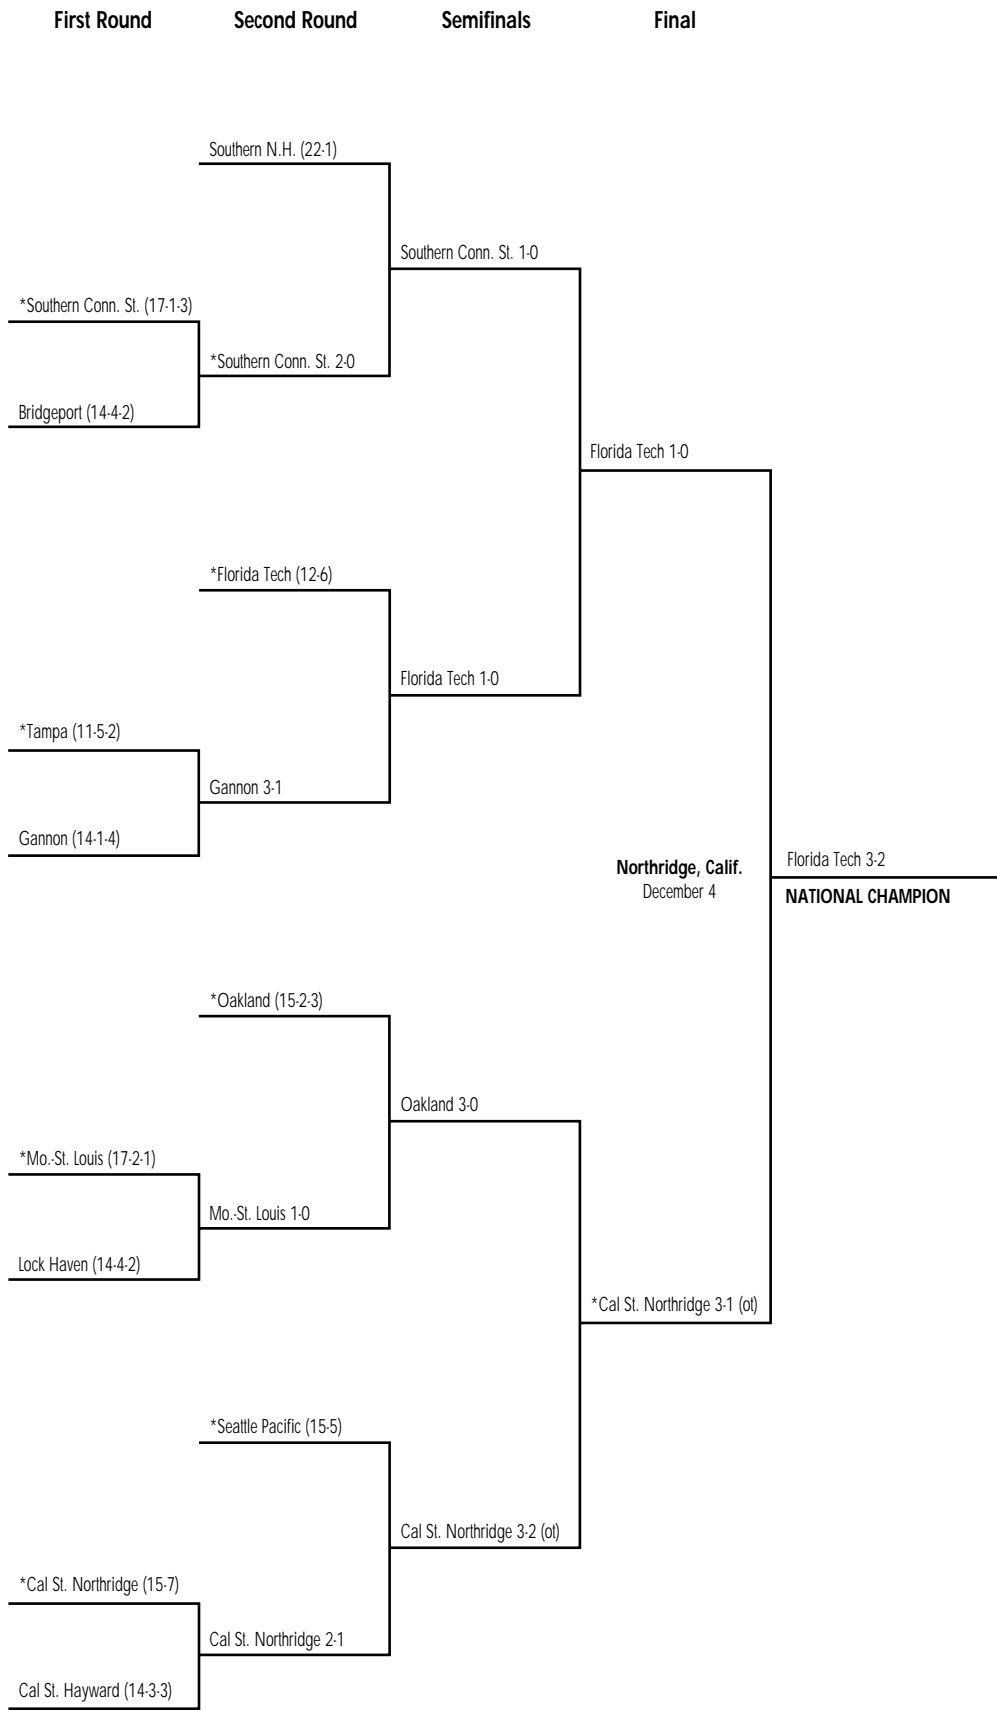 First Round Second Round Semifinals Final
Southern N.H. (22-1)
Southern Conn. St. 1-0
*Southern Conn. St. (17-1-3)
*Southern Conn. St. 2-0
Bridgeport (14-4-2)
Florida Tech 1-0
*Florida Tech (12-6)
Florida Tech 1-0
*Tampa (11-5-2)
Gannon 3-1
Gannon (14-1-4)
Florida Tech 3-2
Northridge, Calif.
December 4
NATIONAL CHAMPION
*Oakland (15-2-3)
Oakland 3-0
*Mo.-St. Louis (17-2-1)
Mo.-St. Louis 1-0
Lock Haven (14-4-2)
*Cal St. Northridge 3-1 (ot)
*Seattle Pacific (15-5)
Cal St. Northridge 3-2 (ot)
*Cal St. Northridge (15-7)
Cal St. Northridge 2-1
Cal St. Hayward (14-3-3)